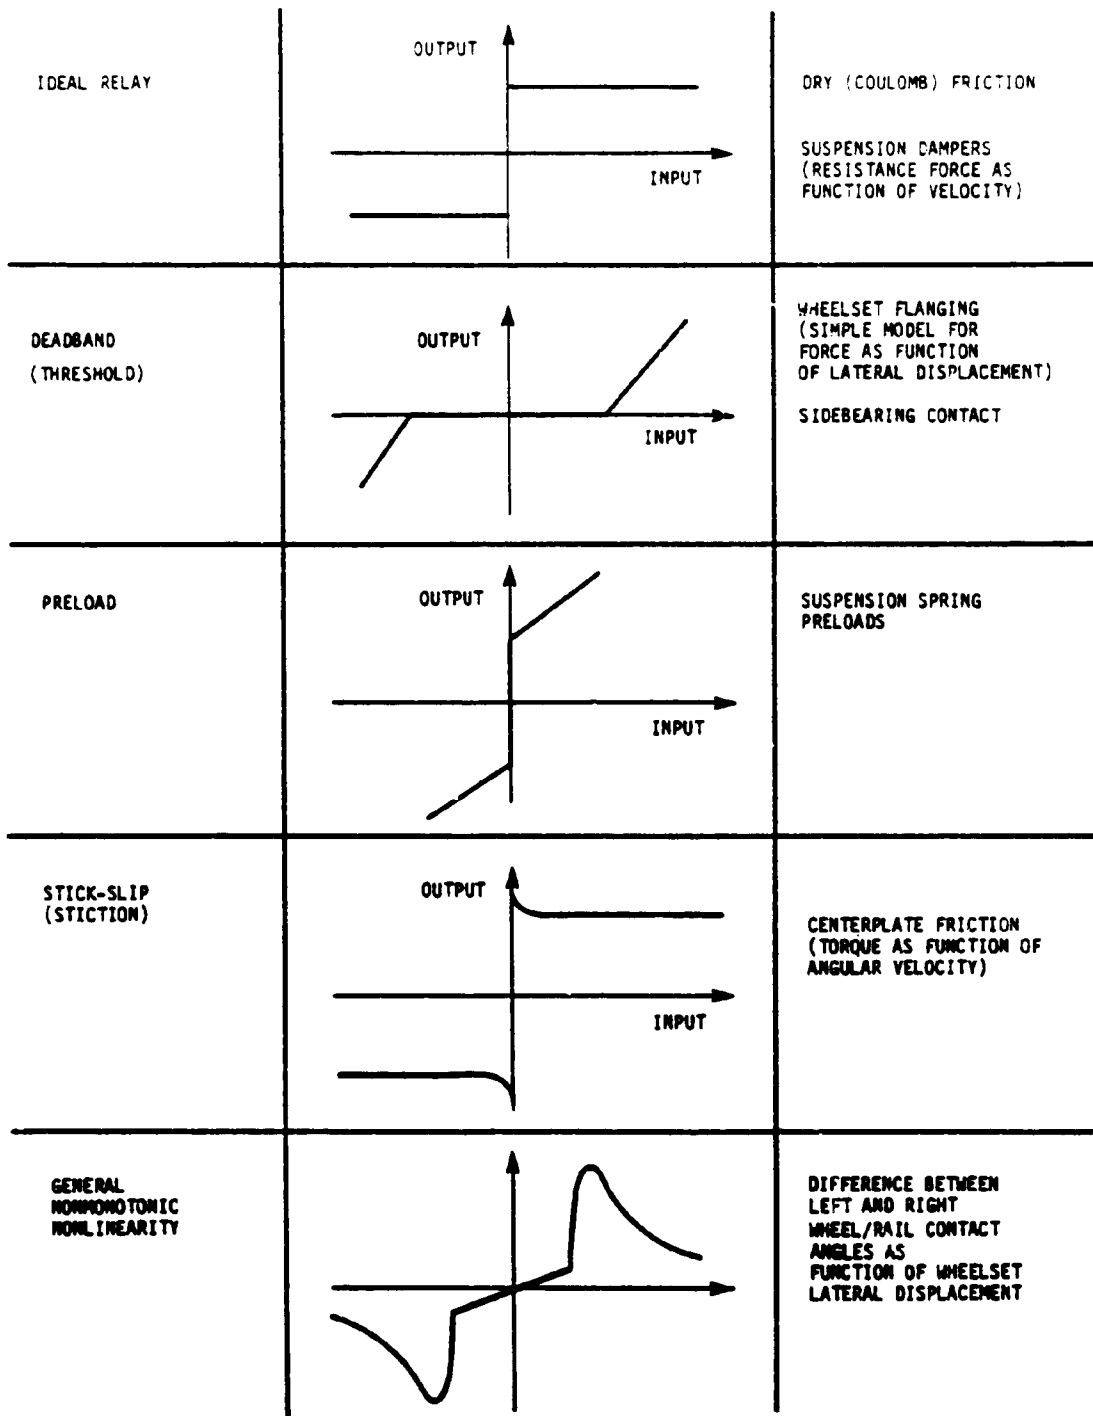 IDEAL RELAY
OUTPUT
INPUT
DRY (COULOMB) FRICTION
SUSPENSION DAMPERS
(RESISTANCE FORCE AS
FUNCTION OF VELOCITY)
DEADBAND
(THRESHOLD)
OUTPUT
INPUT
WHEELSET FLANGING
(SIMPLE MODEL FOR
FORCE AS FUNCTION
OF LATERAL DISPLACEMENT)
SIDEBEARING CONTACT
PRELOAD
OUTPUT
INPUT
SUSPENSION SPRING
PRELOADS
STICK-SLIP
(STICTION)
OUTPUT
INPUT
CENTERPLATE FRICTION
(TORQUE AS FUNCTION OF
ANGULAR VELOCITY)
GENERAL
NONMONOTONIC
NONLINEARITY
DIFFERENCE BETWEEN
LEFT AND RIGHT
WHEEL/RAIL CONTACT
ANGLES AS
FUNCTION OF WHEELSET
LATERAL DISPLACEMENT